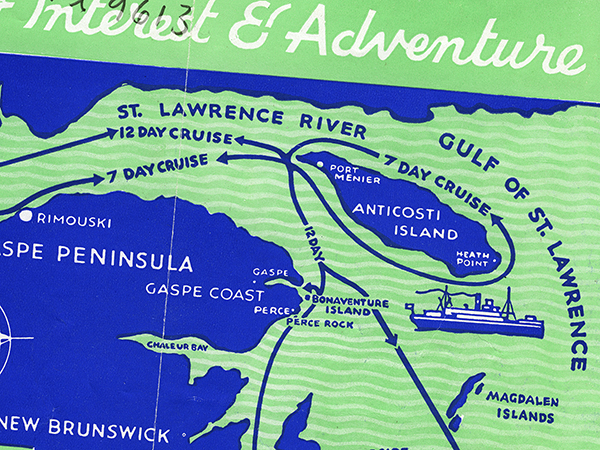 9613
Interest & Adventure
ST. LAWRENCE RIVER
12 DAY CRUISE
7 DAY CRUISE
GULF OF ST. LAWRENCE
7 DAY CRUISE
PORT
MENIER
ANTICOSTI
ISLAND
HEATH
POINT
RIMOUSKI
SPE PENINSULA
12 DAY
GASPE
GASPE COAST
PERCE
BONAVENTURE
ISLAND
PERCE ROCK
CHALEUR BAY
MAGDALEN
ISLANDS
NEW BRUNSWICK